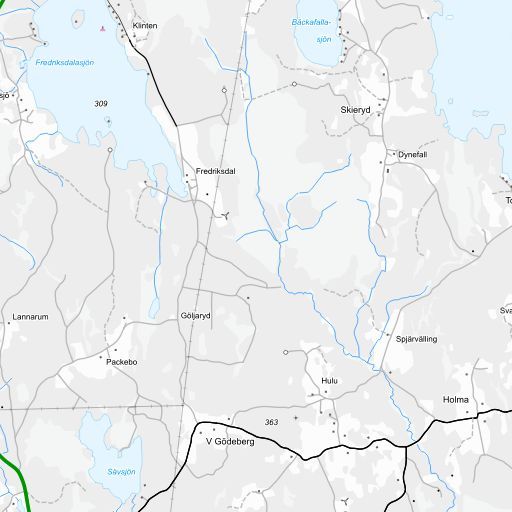 Klinten
Bäckafalla-
sjön
Fredriksdalasjön
sjö
309
Skieryd
Dynefall
Fredriksdal
To
Lannarum
Göljaryd
Sva
Spjärvälling
Packebo
Hulu
Holma
363
V Gödeberg
Sävsjön